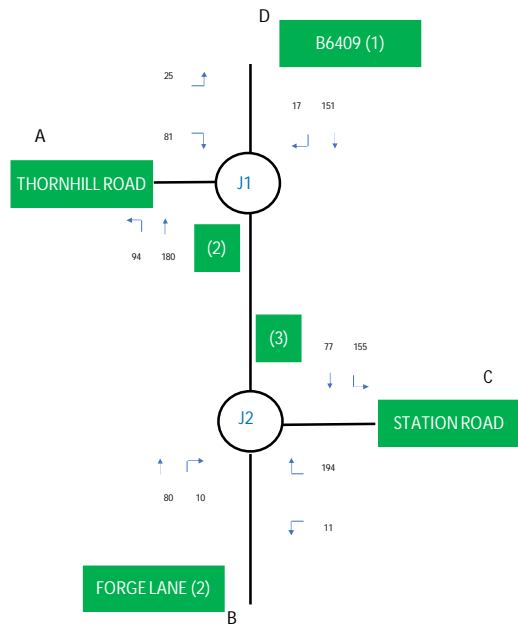 D
B6409 (1)
25
17 151
81
A
THORNHILL ROAD
J1
94 180
(2)
(3)
77 155
C
J2
STATION ROAD
194
80 10
11
FORGE LANE (2)
B